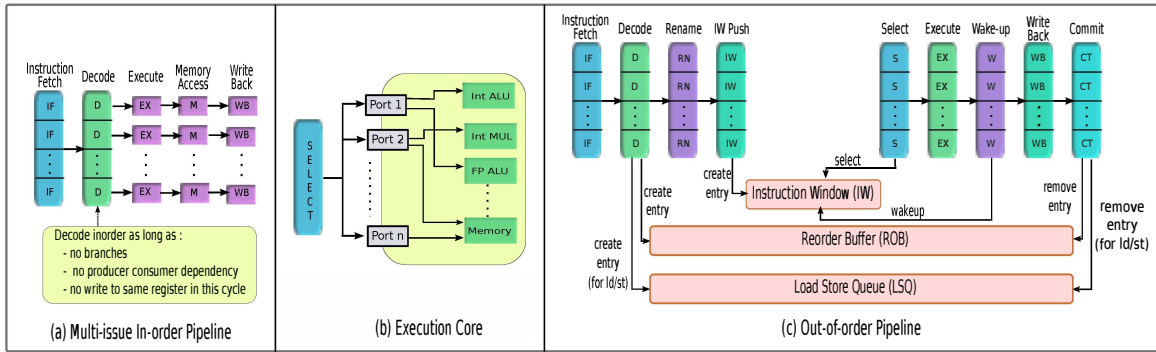 Instruction
Fetch
Decode
Execute
Memory
Access
Write
Back
IF
D
EX
M
WB
IF
D
EX
M
WB
IF
D
EX
M
WB
Decode inorder as long as :
- no branches
- no producer consumer dependency
- no write to same register in this cycle
(a) Multi-issue In-order Pipeline
SELECT
Port 1
Port 2
Port n
Int ALU
Int MUL
FP ALU
Memory
(b) Execution Core
Instruction
Fetch
Decode
Rename
IW Push
Select
Execute
Wake-up
Write
Back
Commit
IF
D
RN
IW
S
EX
W
WB
CT
IF
D
RN
IW
S
EX
W
WB
CT
IF
D
RN
IW
S
EX
W
WB
CT
create
entry
create
entry
select
Instruction Window (IW)
wakeup
remove
entry
remove
entry
(for ld/st)
Reorder Buffer (ROB)
create
entry
(for ld/st)
Load Store Queue (LSQ)
(c) Out-of-order Pipeline